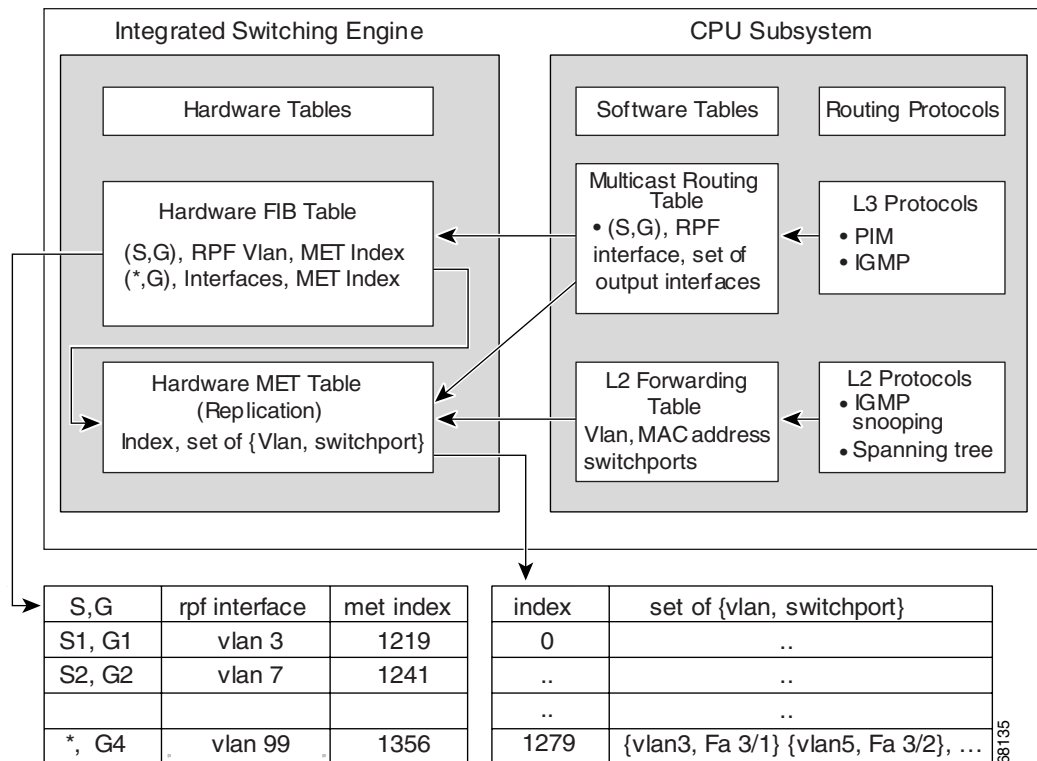 Integrated Switching Engine
CPU Subsystem
Hardware Tables
Software Tables
Routing Protocols
Hardware FIB Table
(S,G), RPF Vlan, MET Index
(*,G), Interfaces, MET Index
Multicast Routing
Table
• (S,G), RPF
interface, set of
output interfaces
L3 Protocols
• PIM
• IGMP
Hardware MET Table
(Replication)
Index, set of {Vlan, switchport}
L2 Forwarding
Table
Vlan, MAC address
switchports
L2 Protocols
• IGMP
snooping
• Spanning tree
S,G rpf interface met index
S1, G1 vlan 3 1219
S2, G2 vlan 7 1241
*, G4 vlan 99 1356
index set of {vlan, switchport}
0 ..
.. ..
.. ..
1279 {vlan3, Fa 3/1} {vlan5, Fa 3/2}, ...
68135